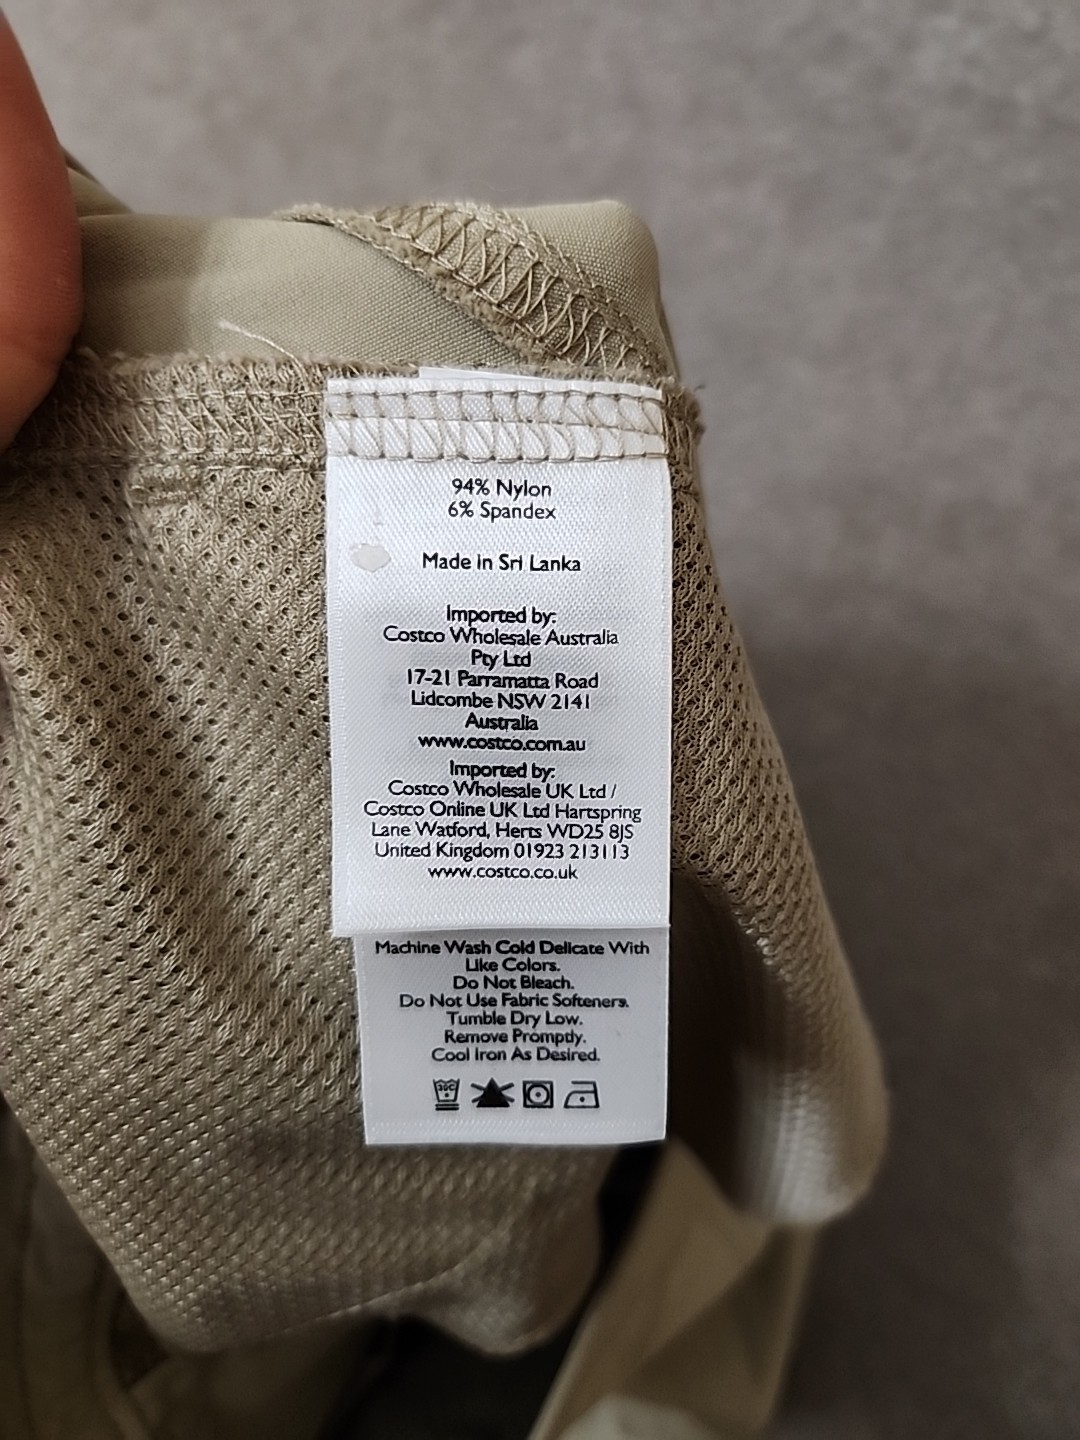 94% Nylon
6% Spandex
Made in Sri Lanka
Imported by:
Costco Wholesale Australia
Pty Ltd
17-21 Parramatta Road
Lidcombe NSW 2141
Australia
www.costco.com.au
Imported by:
Costco Wholesale UK Ltd /
Costco Online UK Ltd Hartspring
Lane Watford, Herts WD25 8JS
United Kingdom 01923 213113
www.costco.co.uk
Machine Wash Cold Delicate With
Like Colors.
Do Not Bleach.
Do Not Use Fabric Softeners.
Tumble Dry Low.
Remove Promptly.
Cool Iron As Desired.
30C